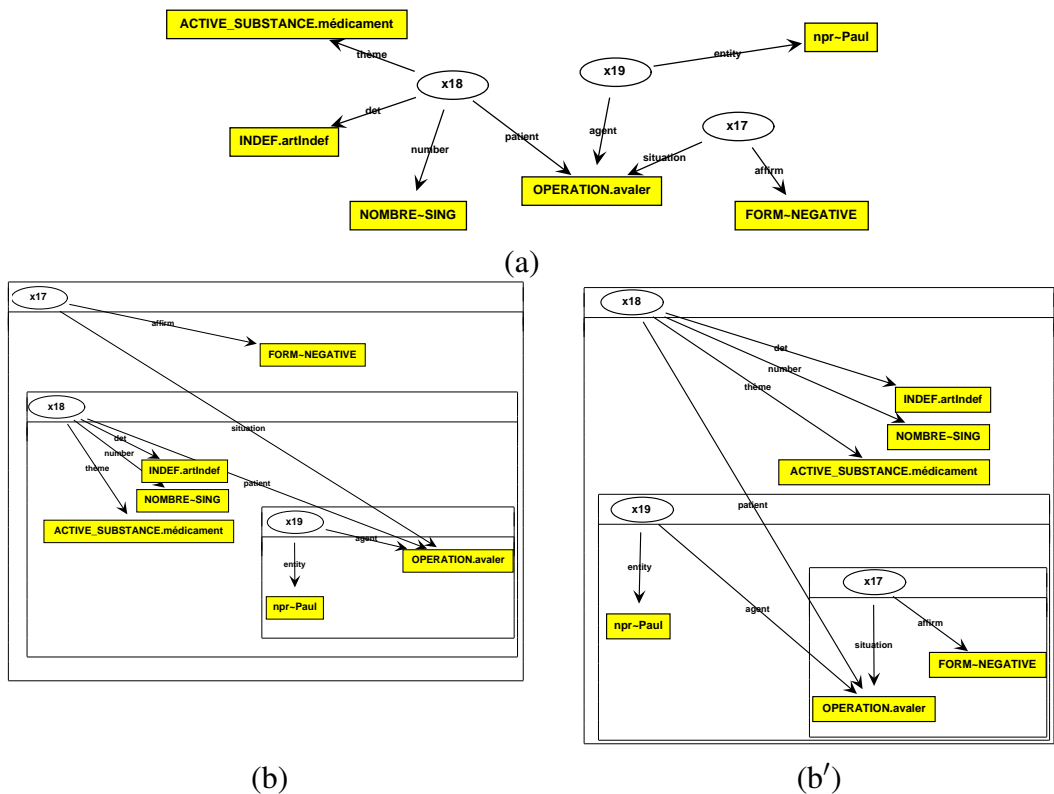 ACTIVE_SUBSTANCE.médicament
npr~Paul
entity
thème
x19
x18
det
x17
agent
INDEF.artIndef
number
patient
situation
affirm
OPERATION.avaler
NOMBRE~SING
FORM~NEGATIVE
(a)
x17
affirm
FORM~NEGATIVE
x18
situation
det
number
INDEF.artIndef
theme
patient
NOMBRE~SING
ACTIVE_SUBSTANCE.médicament
x19
agent
OPERATION.avaler
entity
npr~Paul
(b)
x18
det
number
thème
INDEF.artIndef
NOMBRE~SING
ACTIVE_SUBSTANCE.médicament
patient
x19
entity
x17
agent
affirm
npr~Paul
situation
FORM~NEGATIVE
OPERATION.avaler
(b′)